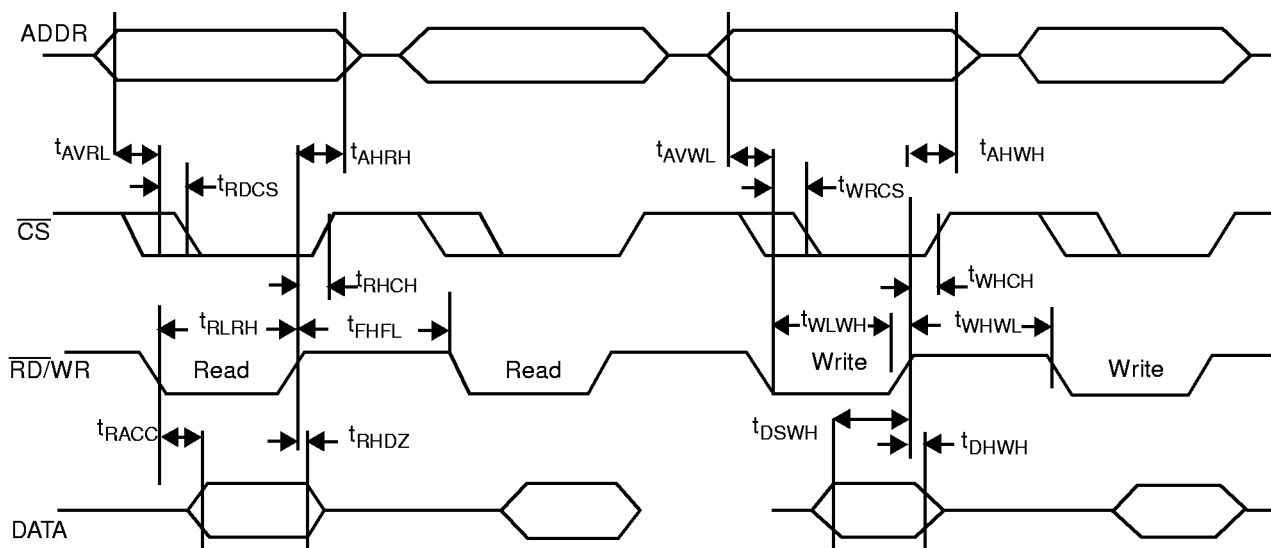 ADDR
tAVRL
tAHRH
tAVWL
tAHWH
tRDCS
tWRCS
CS
tRHCH
tWHCH
tRLRH
tFHFL
tWLWH
tWHWL
RD/WR
Read
Read
Write
Write
tRACC
tRHDZ
tDSWH
tDHWH
DATA